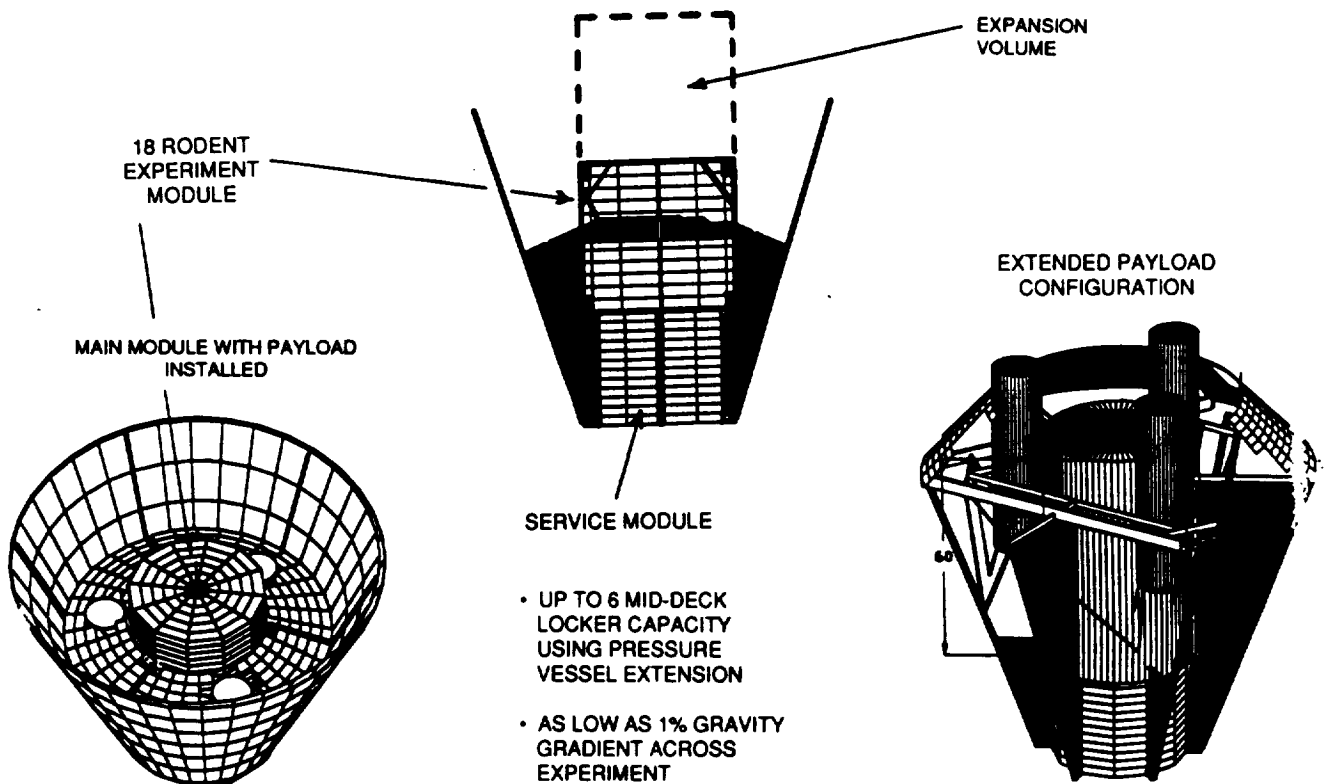 EXPANSION
VOLUME
18 RODENT
EXPERIMENT
MODULE
EXTENDED PAYLOAD
CONFIGURATION
MAIN MODULE WITH PAYLOAD
INSTALLED
SERVICE MODULE
• UP TO 6 MID-DECK
LOCKER CAPACITY
USING PRESSURE
VESSEL EXTENSION
• AS LOW AS 1% GRAVITY
GRADIENT ACROSS
EXPERIMENT